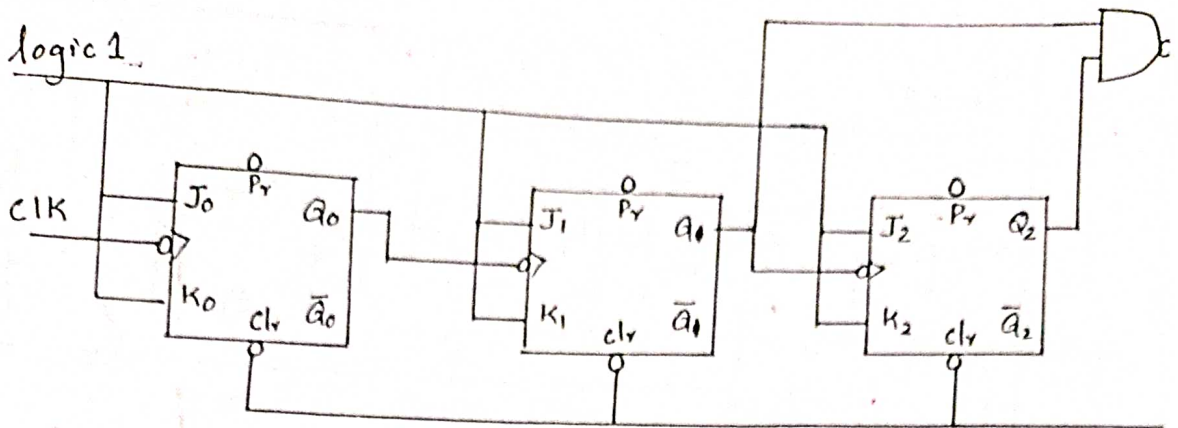 logic 1
Pr
Pr
Pr
J₀
Q₀
J₁
Q₁
J₂
Q₂
CLK
K₀
Q̅₀
K₁
Q̅₁
K₂
Q̅₂
Clr
Clr
Clr